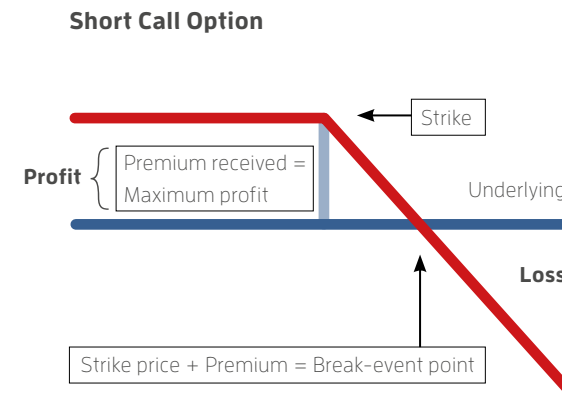 Short Call Option
Strike
Profit
Premium received =
Maximum profit
Underlying
Loss
Strike price + Premium = Break-event point